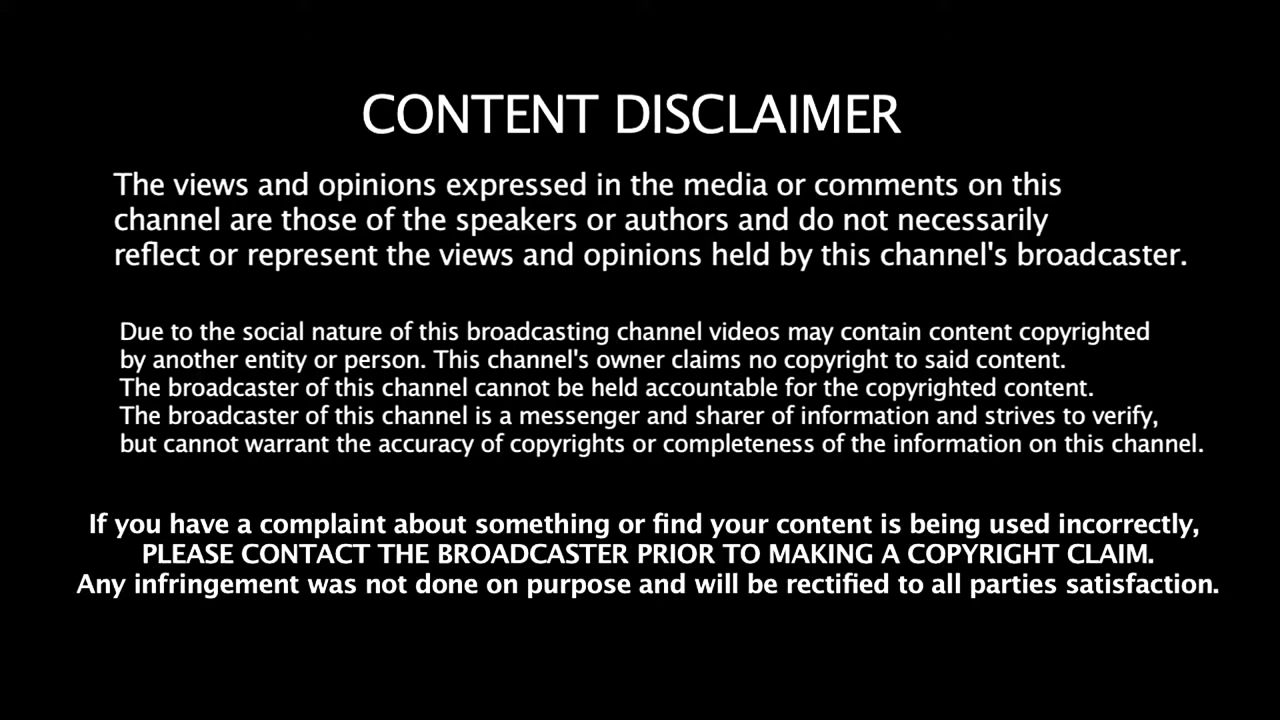 CONTENT DISCLAIMER
The views and opinions expressed in the media or comments on this
channel are those of the speakers or authors and do not necessarily
reflect or represent the views and opinions held by this channel's broadcaster.
Due to the social nature of this broadcasting channel videos may contain content copyrighted
by another entity or person. This channel's owner claims no copyright to said content.
The broadcaster of this channel cannot be held accountable for the copyrighted content.
The broadcaster of this channel is a messenger and sharer of information and strives to verify,
but cannot warrant the accuracy of copyrights or completeness of the information on this channel.
If you have a complaint about something or find your content is being used incorrectly,
PLEASE CONTACT THE BROADCASTER PRIOR TO MAKING A COPYRIGHT CLAIM.
Any infringement was not done on purpose and will be rectified to all parties satisfaction.